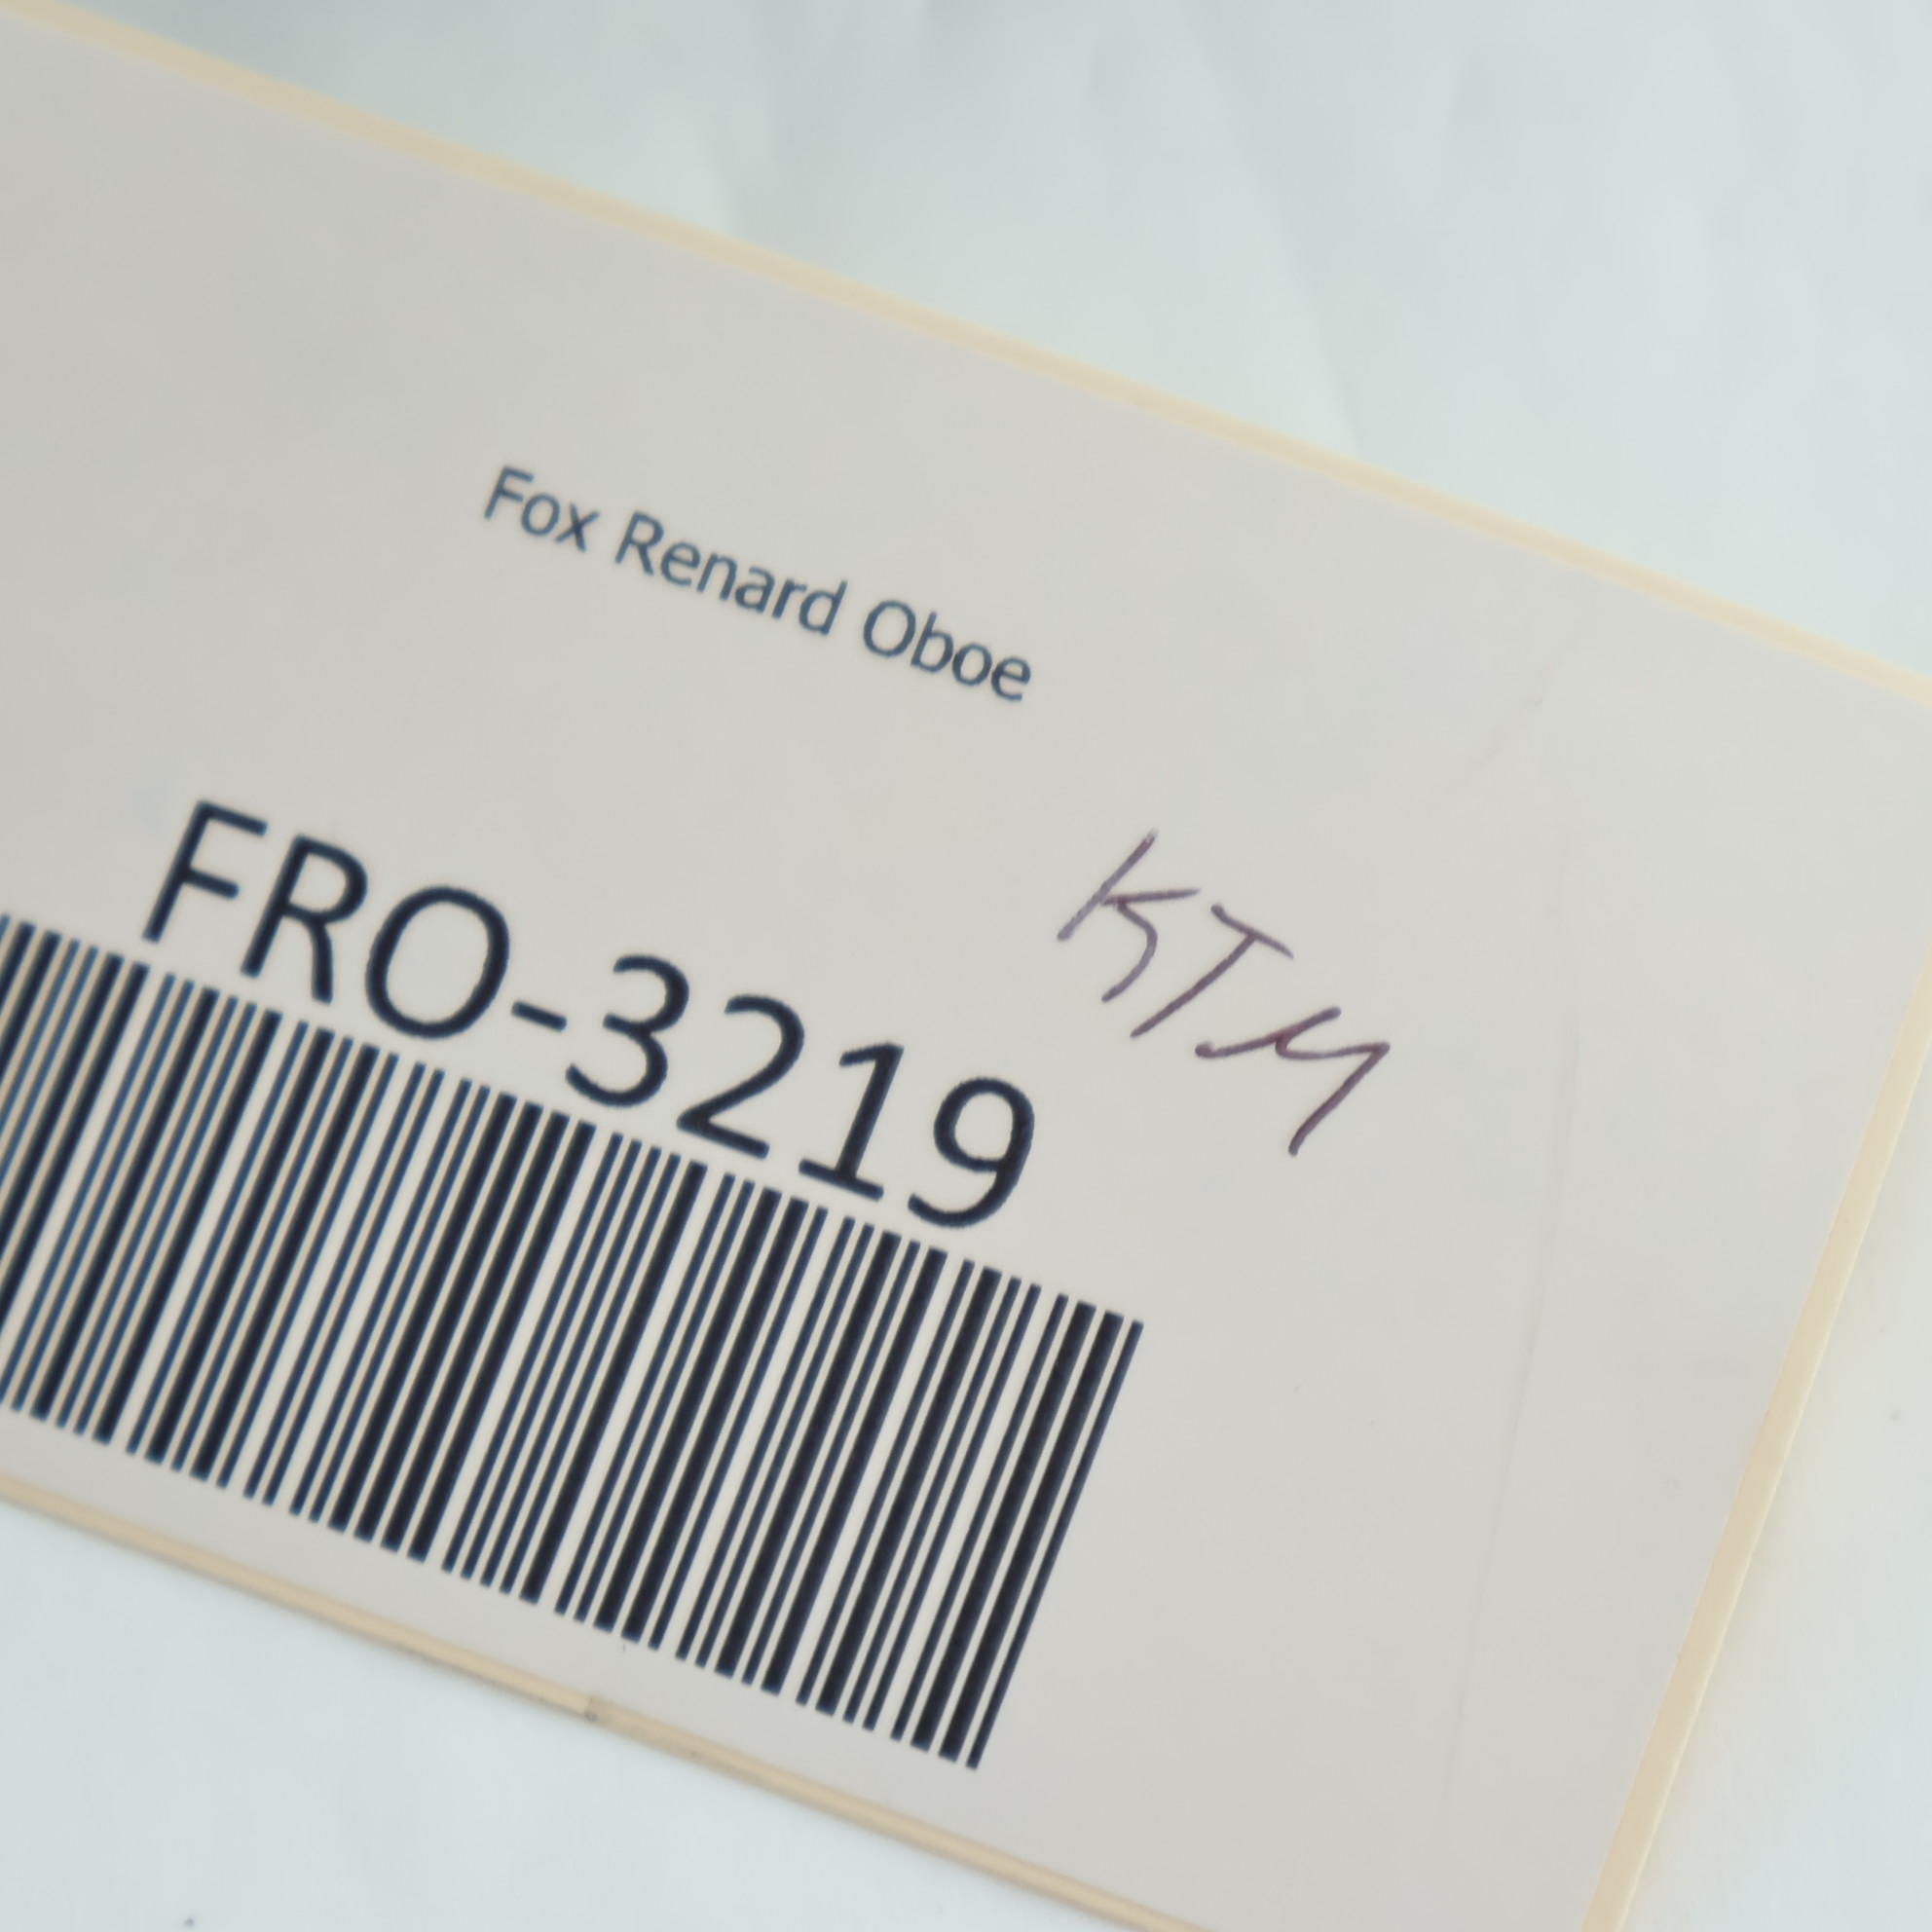 Fox Renard Oboe
KTM
FRO-3219